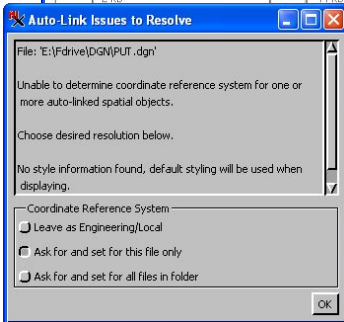 Auto-Link Issues to Resolve
File: 'E:\Fdrive\DGN\PUT.dgn'
Unable to determine coordinate reference system for one or
more auto-linked spatial objects.
Choose desired resolution below.
No style information found, default styling will be used when
displaying.
Coordinate Reference System
Leave as Engineering/Local
Ask for and set for this file only
Ask for and set for all files in folder
OK